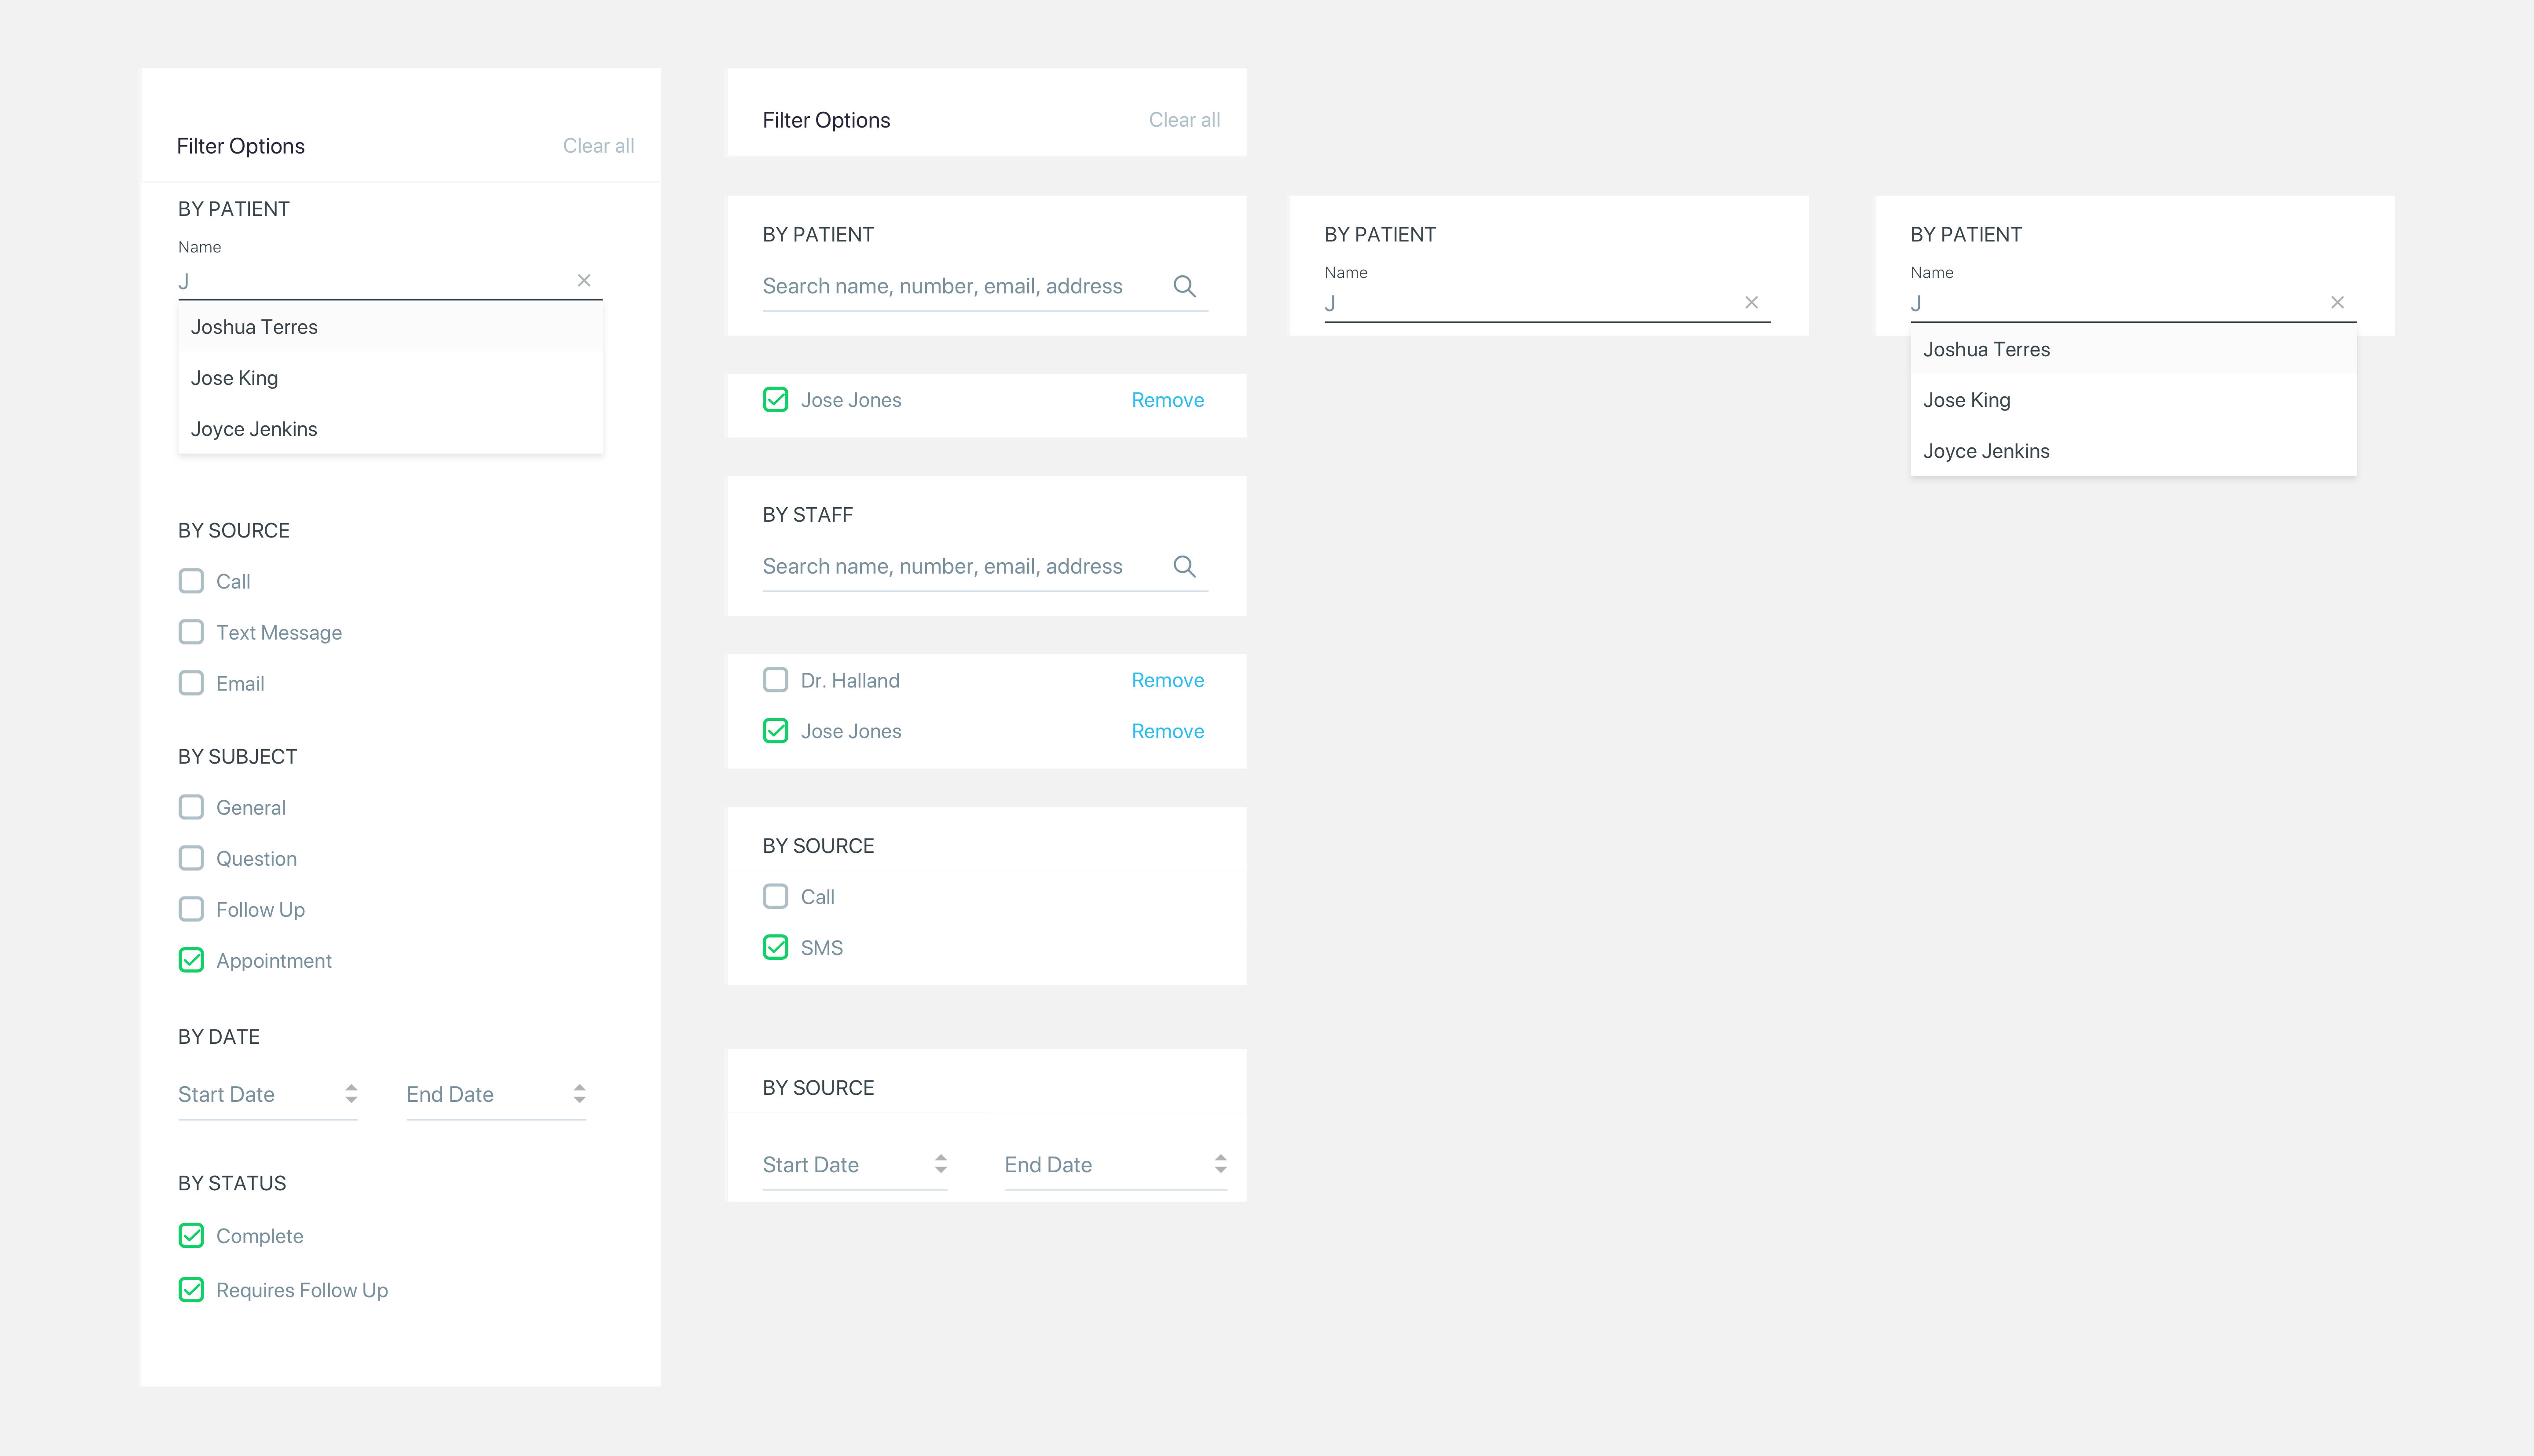 Filter Options
Clear all
BY PATIENT
Name
J
Joshua Terres
Jose King
Joyce Jenkins
BY SOURCE
Call
Text Message
Email
BY SUBJECT
General
Question
Follow Up
Appointment
BY DATE
Start Date
End Date
BY STATUS
Complete
Requires Follow Up
Filter Options
Clear all
BY PATIENT
Search name, number, email, address
Jose Jones
Remove
BY STAFF
Search name, number, email, address
Dr. Halland
Remove
Jose Jones
Remove
BY SOURCE
Call
SMS
BY SOURCE
Start Date
End Date
BY PATIENT
Name
J
BY PATIENT
Name
J
Joshua Terres
Jose King
Joyce Jenkins